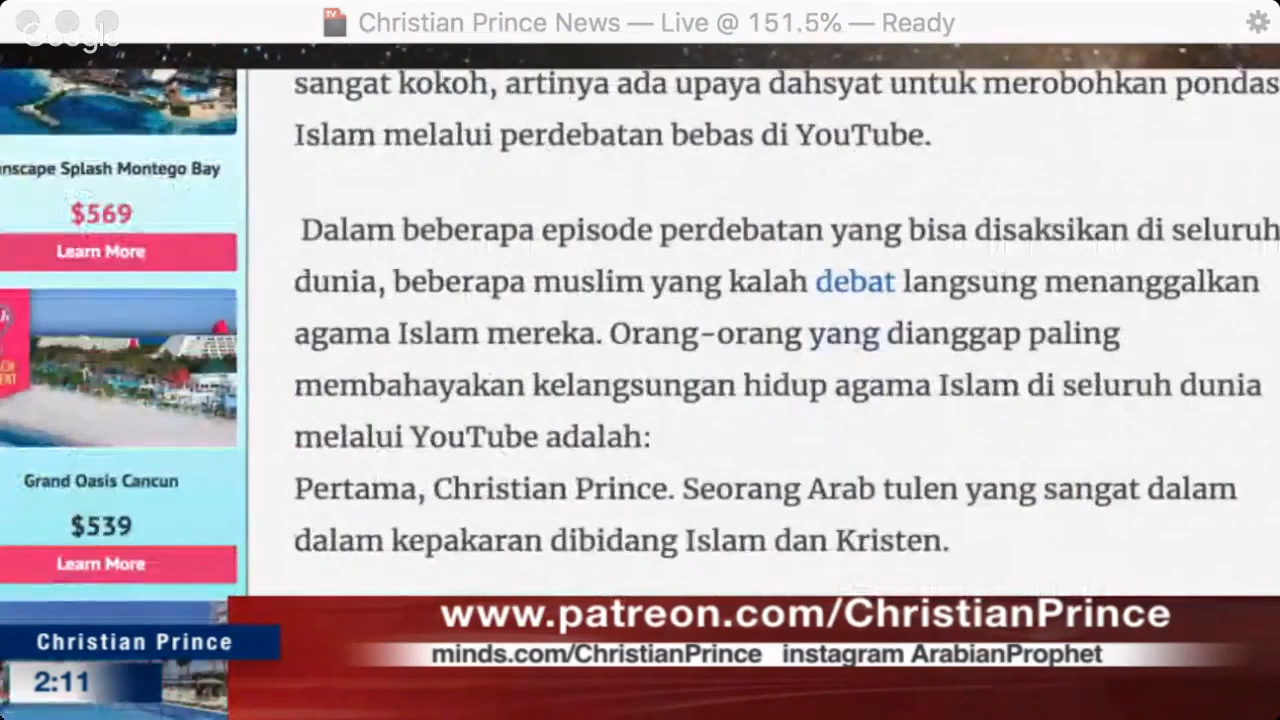 Christian Prince News — Live @ 151.5% — Ready
Google
sangat kokoh, artinya ada upaya dahsyat untuk merobohkan pondas
Islam melalui perdebatan bebas di YouTube.
Dalam beberapa episode perdebatan yang bisa disaksikan di seluruh
dunia, beberapa muslim yang kalah debat langsung menanggalkan
agama Islam mereka. Orang-orang yang dianggap paling
membahayakan kelangsungan hidup agama Islam di seluruh dunia
melalui YouTube adalah:
Pertama, Christian Prince. Seorang Arab tulen yang sangat dalam
dalam kepakaran dibidang Islam dan Kristen.
nscape Splash Montego Bay
$569
Learn More
Grand Oasis Cancun
$539
Learn More
www.patreon.com/ChristianPrince
minds.com/ChristianPrince instagram ArabianProphet
Christian Prince
2:11